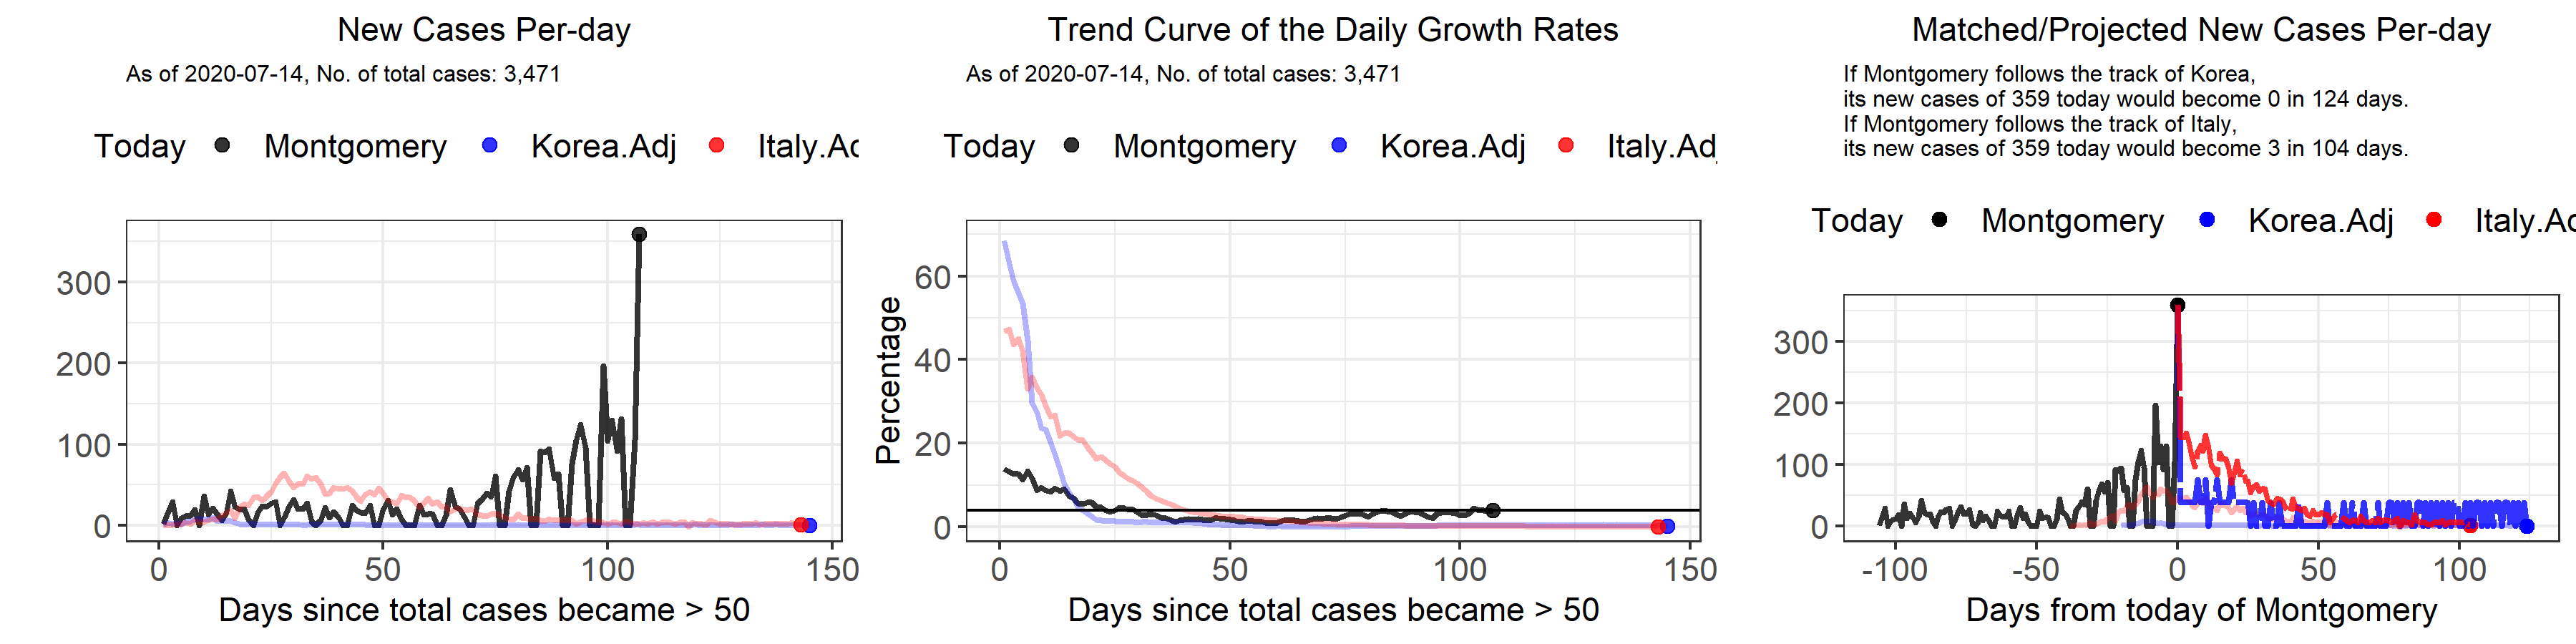 New Cases Per-day
As of 2020-07-14, No. of total cases: 3,471
Today Montgomery Korea.Adj Italy.Ac
300
200
100
0
0 50 100 150
Days since total cases became > 50
Trend Curve of the Daily Growth Rates
As of 2020-07-14, No. of total cases: 3,471
Today Montgomery Korea.Adj Italy.Adj
Percentage
60
40
20
0
0 50 100 150
Days since total cases became > 50
Matched/Projected New Cases Per-day
If Montgomery follows the track of Korea,
its new cases of 359 today would become 0 in 124 days.
If Montgomery follows the track of Italy,
its new cases of 359 today would become 3 in 104 days.
Today Montgomery Korea.Adj Italy.Ac
300
200
100
0
-100 -50 0 50 100
Days from today of Montgomery